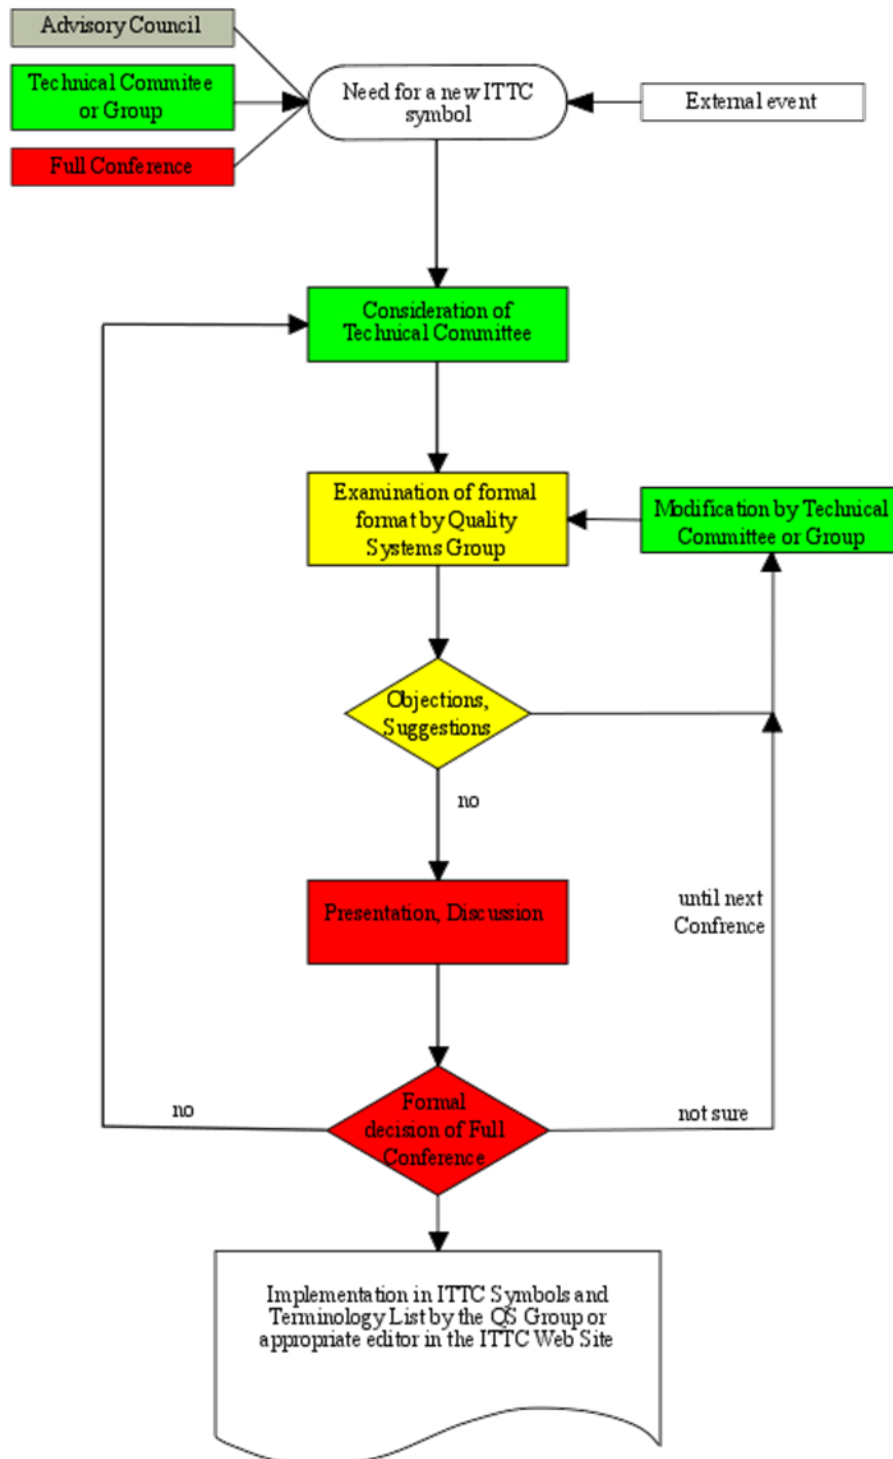 Advisory Council
Technical Commitee
or Group
Full Conference
Need for a new ITTC
symbol
External event
Consideration of
Technical Committee
Examination of formal
format by Quality
Systems Group
Modification by Technical
Committee or Group
Objections,
Suggestions
no
Presentation, Discussion
until next
Confrence
Formal
decision of Full
Conference
no
not sure
Implementation in ITTC Symbols and
Terminology List by the QS Group or
appropriate editor in the ITTC Web Site